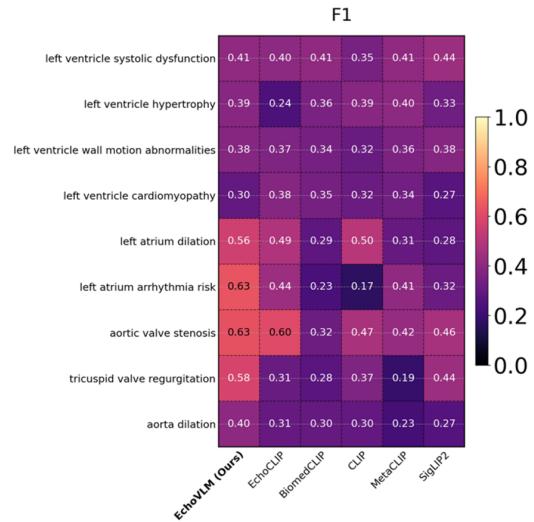 F1
left ventricle systolic dysfunction 0.41 0.40 0.41 0.35 0.41 0.44
left ventricle hypertrophy 0.39 0.24 0.36 0.39 0.40 0.33
left ventricle wall motion abnormalities 0.38 0.37 0.34 0.32 0.36 0.38
left ventricle cardiomyopathy 0.30 0.38 0.35 0.32 0.34 0.27
left atrium dilation 0.56 0.49 0.29 0.50 0.31 0.28
left atrium arrhythmia risk 0.63 0.44 0.23 0.17 0.41 0.32
aortic valve stenosis 0.63 0.60 0.32 0.47 0.42 0.46
tricuspid valve regurgitation 0.58 0.31 0.28 0.37 0.19 0.44
aorta dilation 0.40 0.31 0.30 0.30 0.23 0.27
EchoVLM (Ours) EchoCLIP BiomedCLIP CLIP MetaCLIP SigLIP2
1.0
0.8
0.6
0.4
0.2
0.0